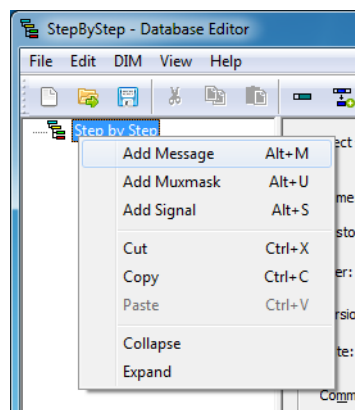 StepByStep - Database Editor
File Edit DIM View Help
Step by Step
Add Message Alt+M
Add Muxmask Alt+U
Add Signal Alt+S
Cut Ctrl+X
Copy Ctrl+C
Paste Ctrl+V
Collapse
Expand